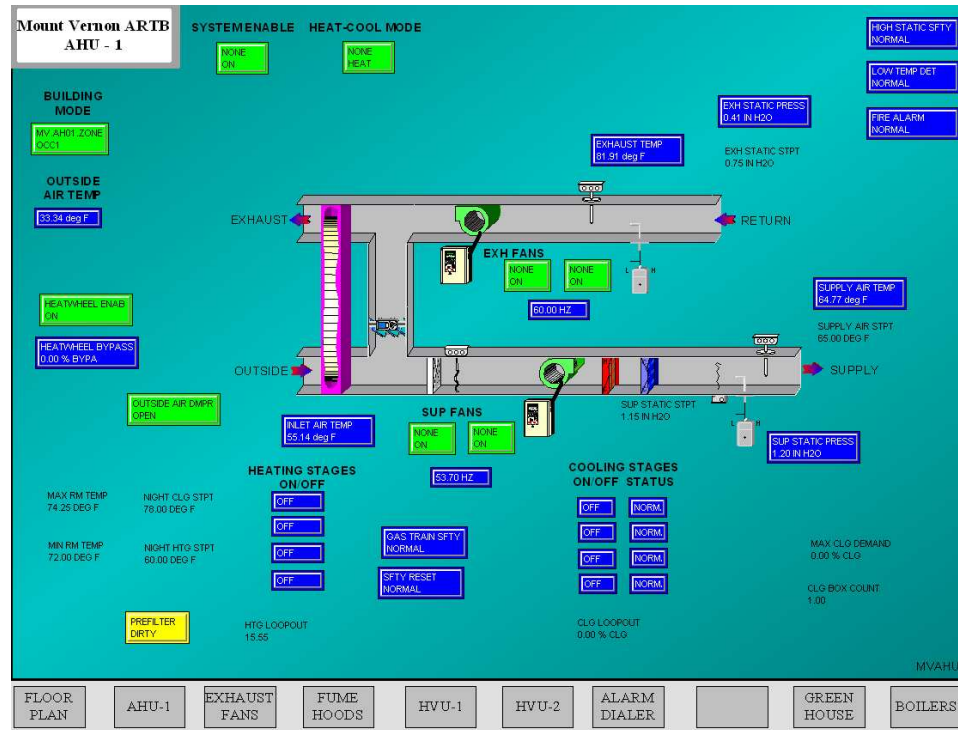 Mount Vernon ARTB
AHU - 1
SYSTEM ENABLE
NONE
ON
HEAT-COOL MODE
NONE
HEAT
HIGH STATIC SFTY
NORMAL
LOW TEMP DET
NORMAL
FIRE ALARM
NORMAL
BUILDING
MODE
MV.AH01.ZONE
OCC1
EXH STATIC PRESS
0.41 IN H2O
EXH STATIC STPT
0.75 IN H2O
EXHAUST TEMP
81.91 deg F
OUTSIDE
AIR TEMP
33.34 deg F
EXHAUST
RETURN
EXH FANS
NONE
ON
NONE
ON
60.00 HZ
L H
SUPPLY AIR TEMP
64.77 deg F
SUPPLY AIR STPT
65.00 DEG F
HEATWHEEL ENAB
ON
HEATWHEEL BYPASS
0.00 % BYPA
OUTSIDE
SUPPLY
OUTSIDE AIR DMPR
OPEN
INLET AIR TEMP
55.14 deg F
SUP FANS
NONE
ON
NONE
ON
53.70 HZ
SUP STATIC STPT
1.15 IN H2O
L H
SUP STATIC PRESS
1.20 IN H2O
HEATING STAGES
ON/OFF
OFF
OFF
OFF
OFF
COOLING STAGES
ON/OFF STATUS
OFF NORM.
OFF NORM.
OFF NORM.
OFF NORM.
MAX RM TEMP
74.25 DEG F
NIGHT CLG STPT
78.00 DEG F
MIN RM TEMP
72.00 DEG F
NIGHT HTG STPT
60.00 DEG F
GAS TRAIN SFTY
NORMAL
SFTY RESET
NORMAL
MAX CLG DEMAND
0.00 % CLG
CLG BOX COUNT
1.00
PREFILTER
DIRTY
HTG LOOPOUT
15.55
CLG LOOPOUT
0.00 % CLG
MVAHU
FLOOR
PLAN
AHU-1
EXHAUST
FANS
FUME
HOODS
HVU-1
HVU-2
ALARM
DIALER
GREEN
HOUSE
BOILERS